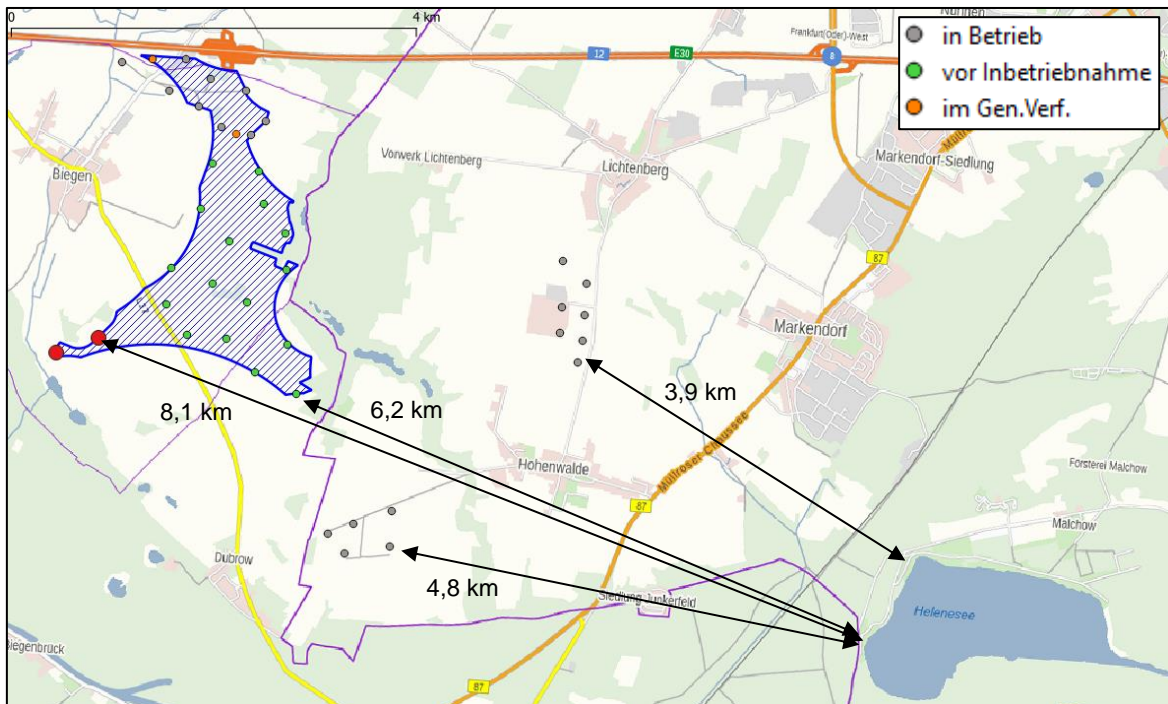 0
4 km
Frankfurt(Oder)-West
12
E30
8
in Betrieb
vor Inbetriebnahme
im Gen.Verf.
Biegen
Vorwerk Lichtenberg
Lichtenberg
Markendorf-Siedlung
87
Markendorf
8,1 km
6,2 km
3,9 km
Müllroser Chaussee
Hohenwalde
87
Försterei Malchow
Malchow
Dubrow
4,8 km
Siedlung Junkerfeld
Helenesee
Biegenbrück
87